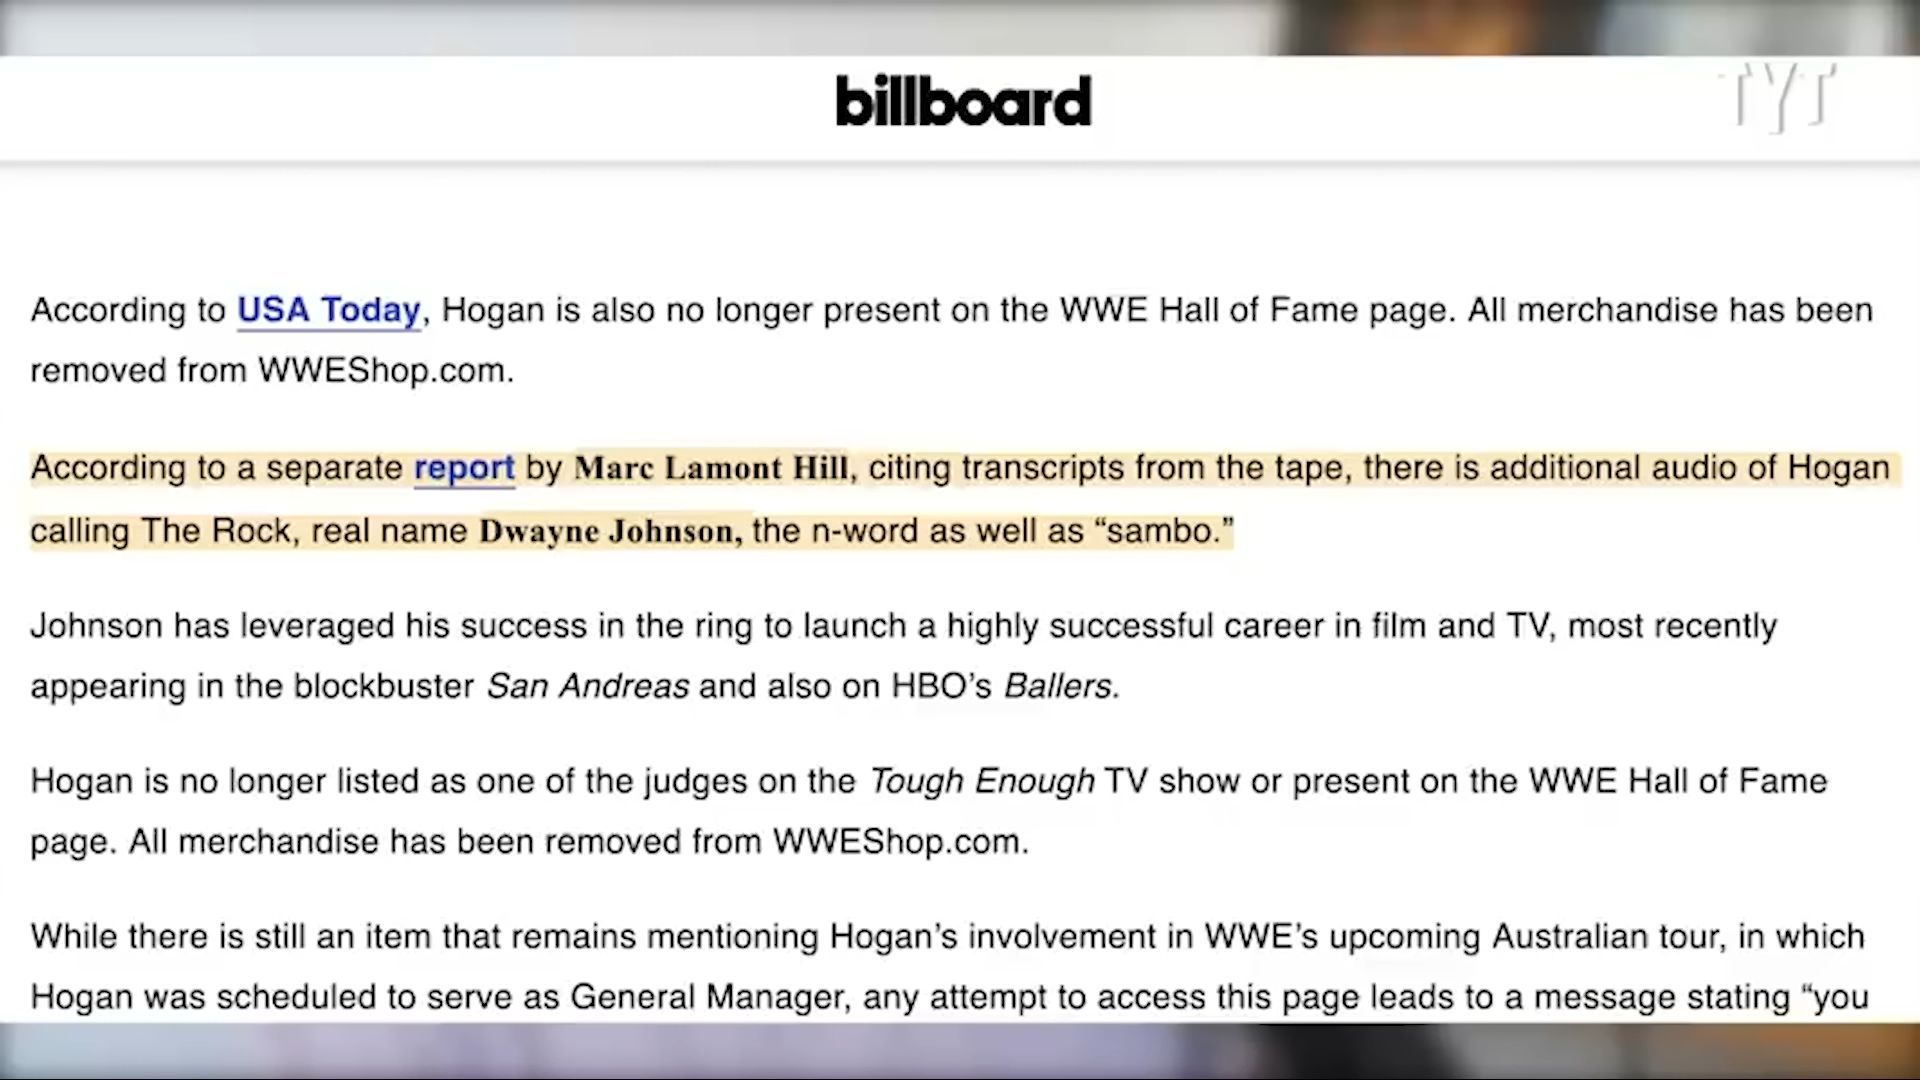 billboard
TYT
According to USA Today, Hogan is also no longer present on the WWE Hall of Fame page. All merchandise has been
removed from WWEShop.com.
According to a separate report by Marc Lamont Hill, citing transcripts from the tape, there is additional audio of Hogan
calling The Rock, real name Dwayne Johnson, the n-word as well as “sambo.”
Johnson has leveraged his success in the ring to launch a highly successful career in film and TV, most recently
appearing in the blockbuster San Andreas and also on HBO’s Ballers.
Hogan is no longer listed as one of the judges on the Tough Enough TV show or present on the WWE Hall of Fame
page. All merchandise has been removed from WWEShop.com.
While there is still an item that remains mentioning Hogan’s involvement in WWE’s upcoming Australian tour, in which
Hogan was scheduled to serve as General Manager, any attempt to access this page leads to a message stating “you